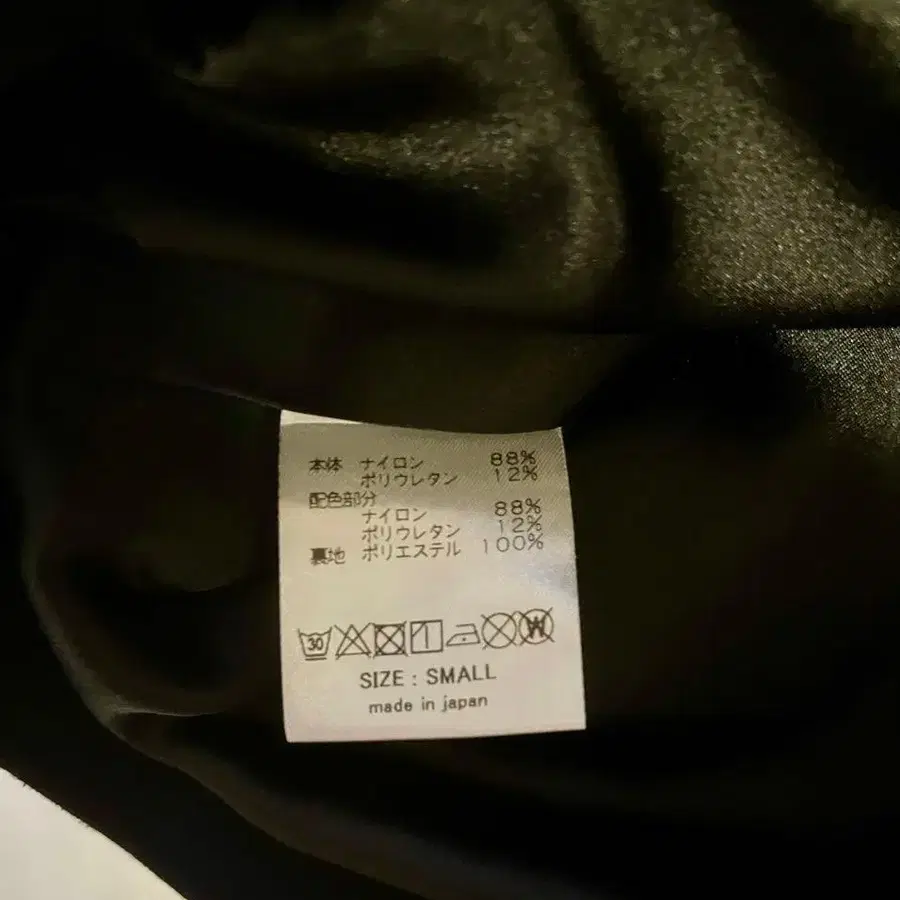 本体 ナイロン 88%
ポリウレタン 12%
配色部分
ナイロン 88%
ポリウレタン 12%
裏地 ポリエステル 100%
30 W
SIZE : SMALL
made in japan